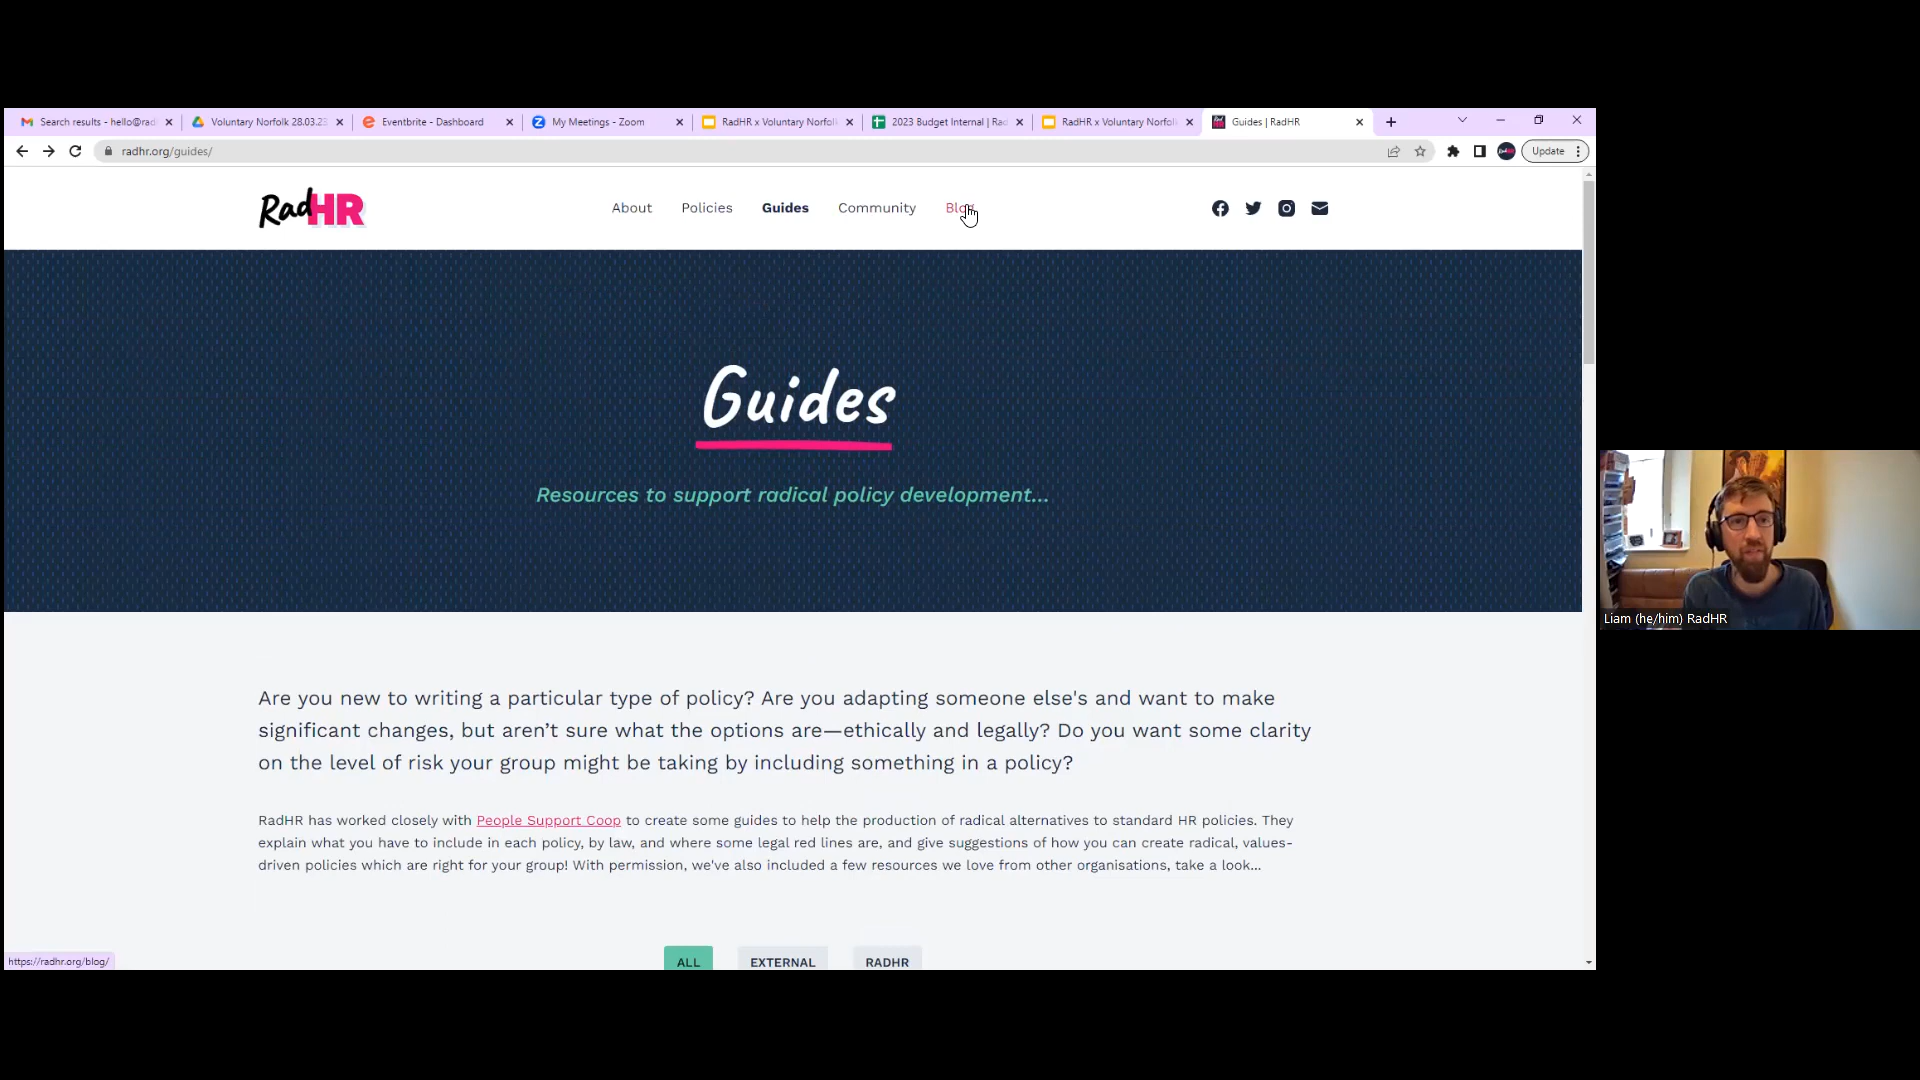 Search results - hello@rad
Voluntary Norfolk 28.03.23
Eventbrite - Dashboard
My Meetings - Zoom
RadHR x Voluntary Norfolk
2023 Budget Internal | Rad
RadHR x Voluntary Norfolk
Guides | RadHR
radhr.org/guides/
Update
RadHR
About
Policies
Guides
Community
Blog
Guides
Resources to support radical policy development...
Are you new to writing a particular type of policy? Are you adapting someone else's and want to make
significant changes, but aren’t sure what the options are—ethically and legally? Do you want some clarity
on the level of risk your group might be taking by including something in a policy?
RadHR has worked closely with People Support Coop to create some guides to help the production of radical alternatives to standard HR policies. They
explain what you have to include in each policy, by law, and where some legal red lines are, and give suggestions of how you can create radical, values-
driven policies which are right for your group! With permission, we've also included a few resources we love from other organisations, take a look...
ALL
EXTERNAL
RADHR
https://radhr.org/blog/
Liam (he/him) RadHR